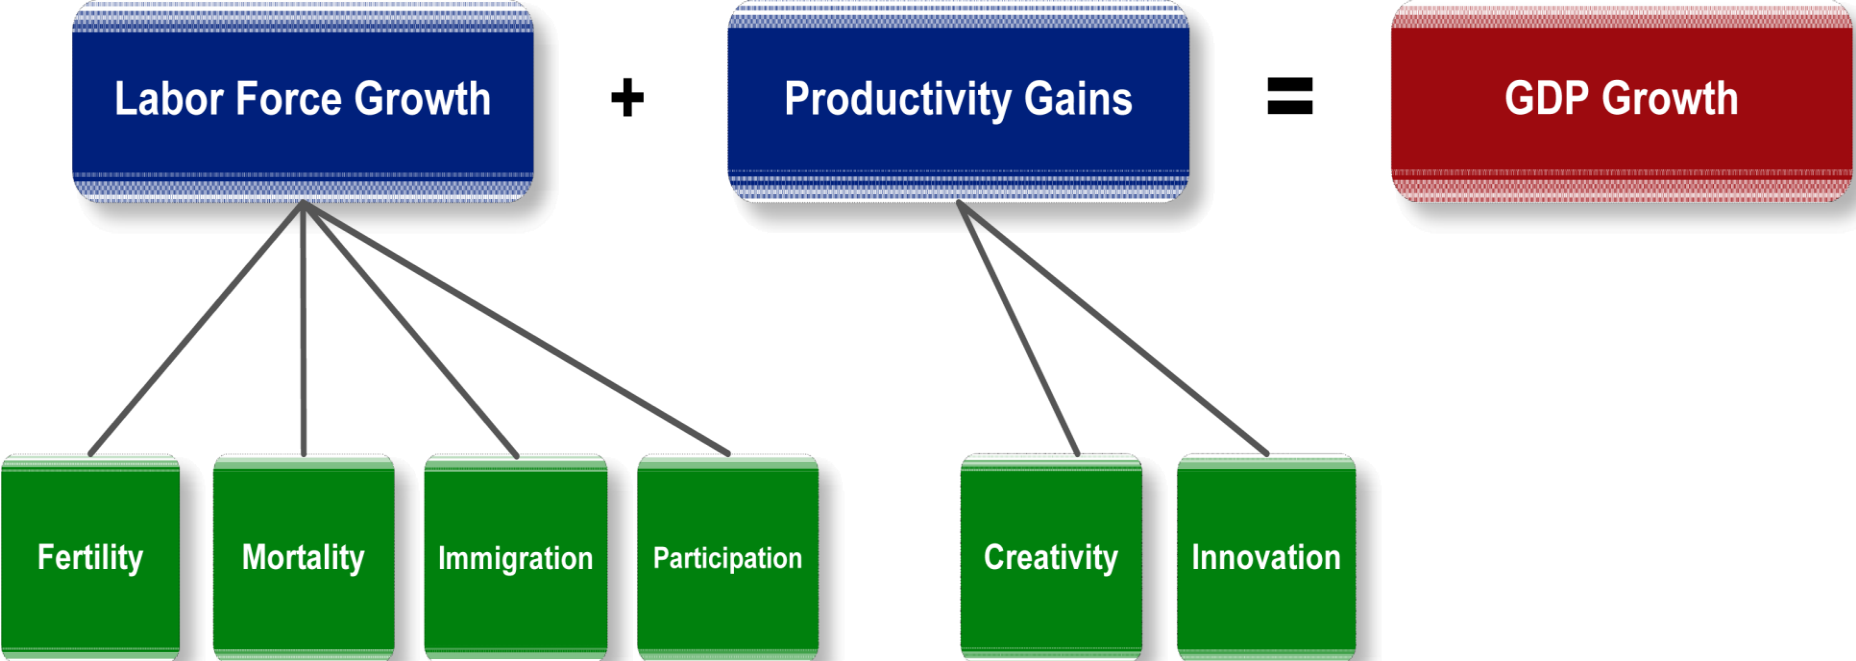 Labor Force Growth + Productivity Gains = GDP Growth
Fertility Mortality Immigration Participation Creativity Innovation